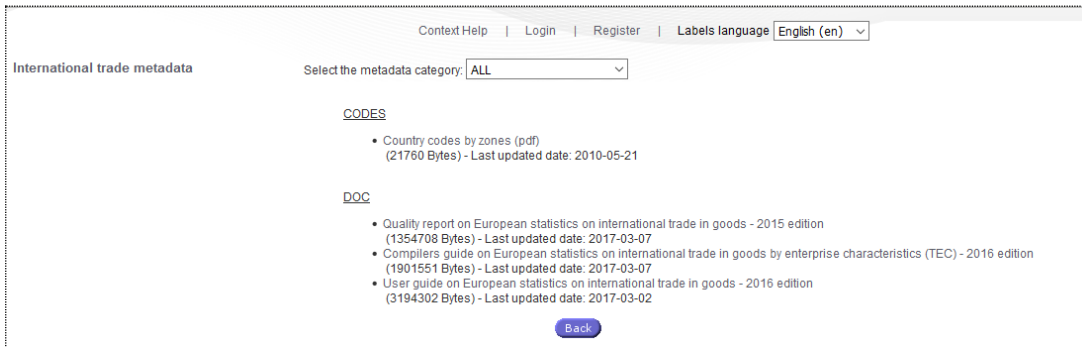 Context Help | Login | Register | Labels language English (en)
International trade metadata
Select the metadata category: ALL
CODES
• Country codes by zones (pdf)
(21760 Bytes) - Last updated date: 2010-05-21
DOC
• Quality report on European statistics on international trade in goods - 2015 edition
(1354708 Bytes) - Last updated date: 2017-03-07
• Compilers guide on European statistics on international trade in goods by enterprise characteristics (TEC) - 2016 edition
(1901551 Bytes) - Last updated date: 2017-03-07
• User guide on European statistics on international trade in goods - 2016 edition
(3194302 Bytes) - Last updated date: 2017-03-02
Back